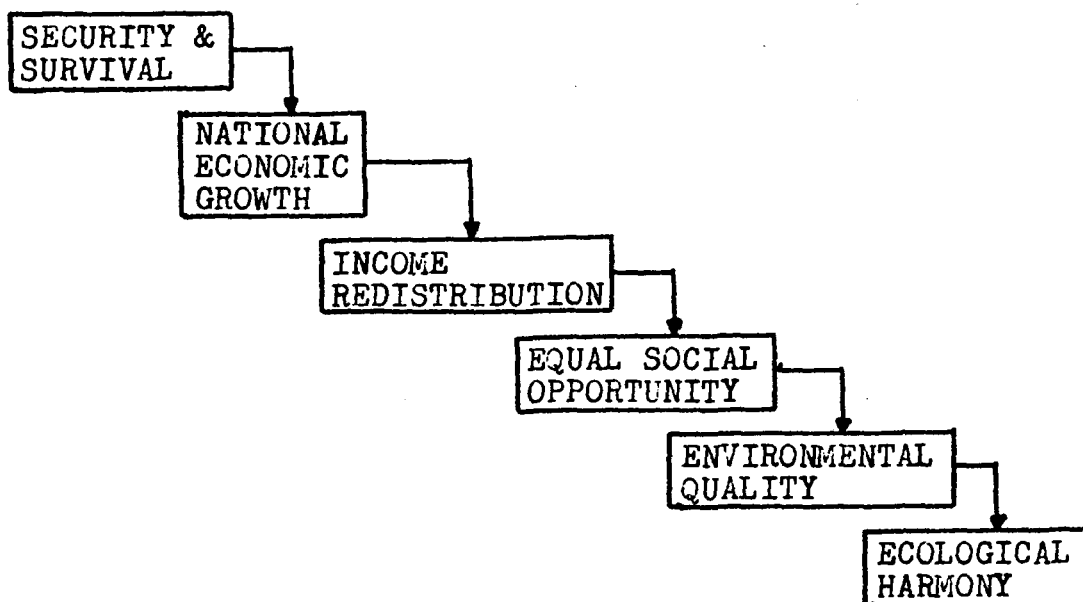 SECURITY &
SURVIVAL
NATIONAL
ECONOMIC
GROWTH
INCOME
REDISTRIBUTION
EQUAL SOCIAL
OPPORTUNITY
ENVIRONMENTAL
QUALITY
ECOLOGICAL
HARMONY